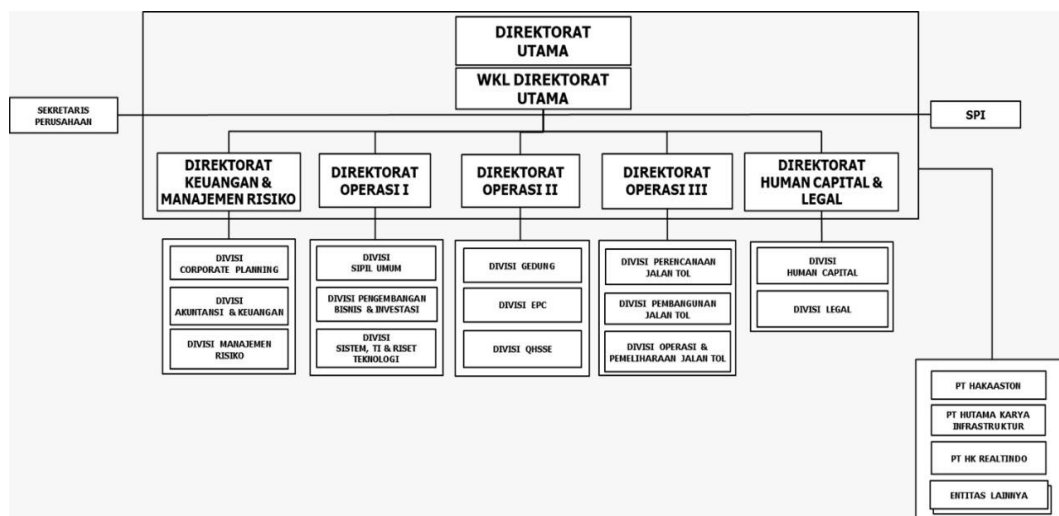 DIREKTORAT
UTAMA
WKL DIREKTORAT
UTAMA
SEKRETARIS
PERUSAHAAN
SPI
DIREKTORAT
KEUANGAN &
MANAJEMEN RISIKO
DIREKTORAT
OPERASI I
DIREKTORAT
OPERASI II
DIREKTORAT
OPERASI III
DIREKTORAT
HUMAN CAPITAL &
LEGAL
DIVISI
CORPORATE PLANNING
DIVISI
AKUNTANSI & KEUANGAN
DIVISI MANAJEMEN
RISIKO
DIVISI
SIPIL UMUM
DIVISI PENGEMBANGAN
BISNIS & INVESTASI
DIVISI
SISTEM, TI & RISET
TEKNOLOGI
DIVISI GEDUNG
DIVISI EPC
DIVISI QHSSE
DIVISI PERENCANAAN
JALAN TOL
DIVISI PEMBANGUNAN
JALAN TOL
DIVISI OPERASI &
PEMELIHARAAN JALAN TOL
DIVISI
HUMAN CAPITAL
DIVISI LEGAL
PT HAKAASTON
PT HUTAMA KARYA
INFRASTRUKTUR
PT HK REALTINDO
ENTITAS LAINNYA